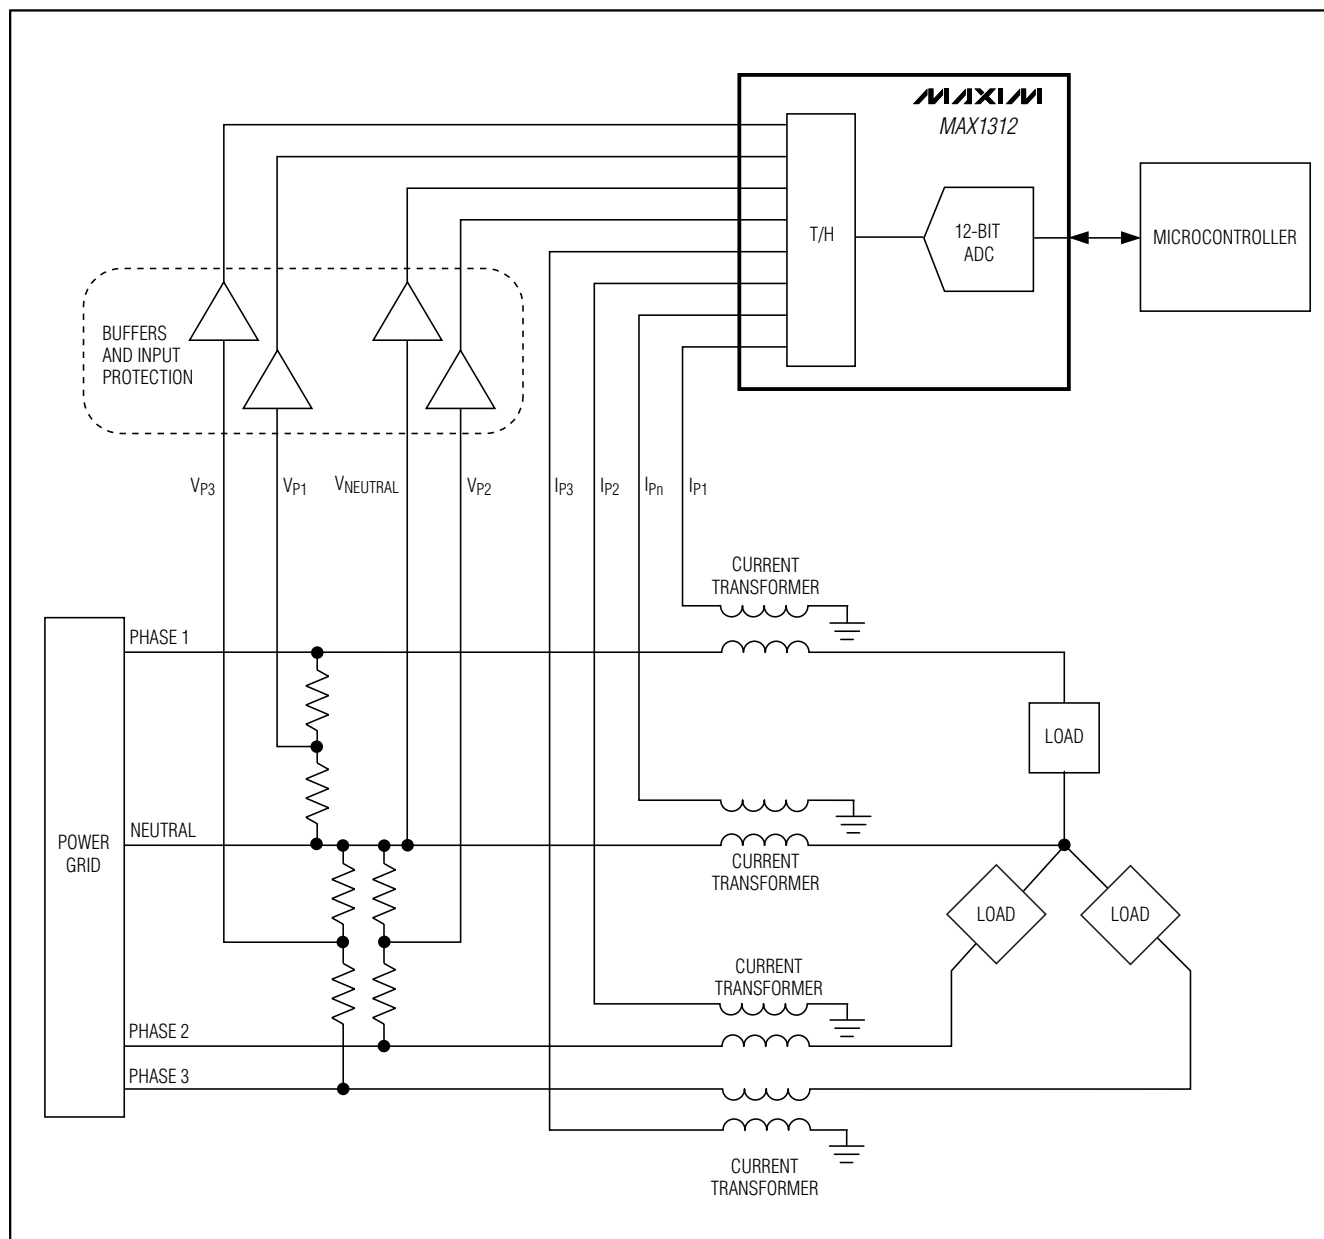 MAXIM
MAX1312
T/H
12-BIT
ADC
MICROCONTROLLER
BUFFERS
AND INPUT
PROTECTION
VP3
VP1
VNEUTRAL
VP2
IP3
IP2
IPn
IP1
CURRENT
TRANSFORMER
PHASE 1
LOAD
NEUTRAL
POWER
GRID
CURRENT
TRANSFORMER
LOAD
LOAD
CURRENT
TRANSFORMER
PHASE 2
PHASE 3
CURRENT
TRANSFORMER